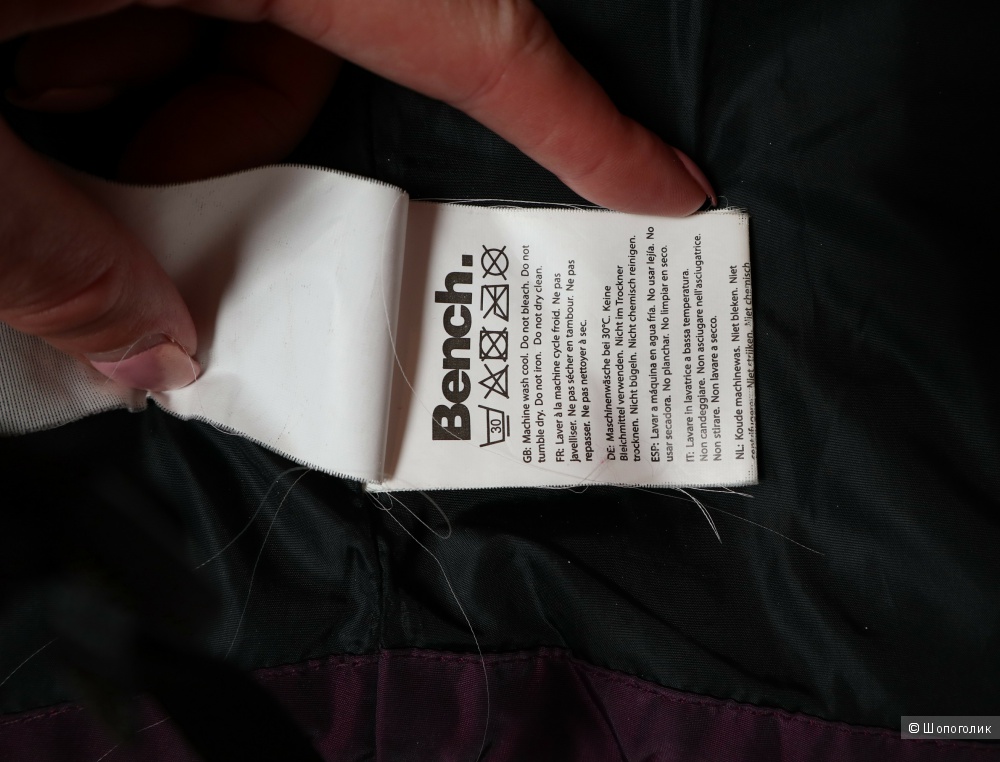 Bench.
30
GB: Machine wash cool. Do not bleach. Do not
tumble dry. Do not iron. Do not dry clean.
FR: Laver à la machine cycle froid. Ne pas
javelliser. Ne pas sécher en tambour. Ne pas
repasser. Ne pas nettoyer à sec.
DE: Maschinenwäsche bei 30°C. Keine
Bleichmittel verwenden. Nicht im Trockner
trocknen. Nicht bügeln. Nicht chemisch reinigen.
ESP: Lavar a máquina en agua fría. No usar lejía. No
usar secadora. No planchar. No limpiar en seco.
IT: Lavare in lavatrice a bassa temperatura.
Non candeggiare. Non asciugare nell'asciugatrice.
Non stirare. Non lavare a secco.
NL: Koude machinewas. Niet bleken. Niet
Niet strijken. Niet chemisch
© Шопоголик